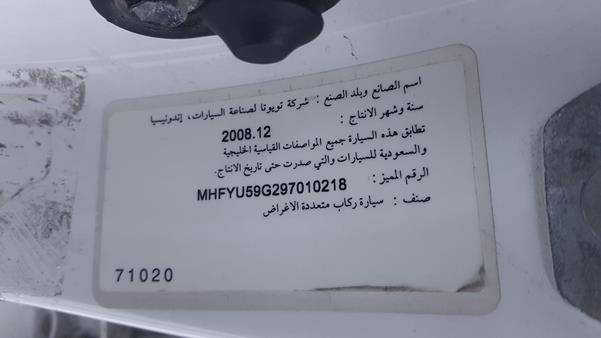 اسم الصانع وبلد الصنع : شركة تويوتا لصناعة السيارات، إندونيسيا
سنة وشهر الانتاج : 2008.12
تطابق هذه السيارة جميع المواصفات القياسية الخليجية
والسعودية للسيارات والتي صدرت حتى تاريخ الانتاج.
الرقم المميز : MHFYU59G297010218
صنف : سيارة ركاب متعددة الاغراض
71020